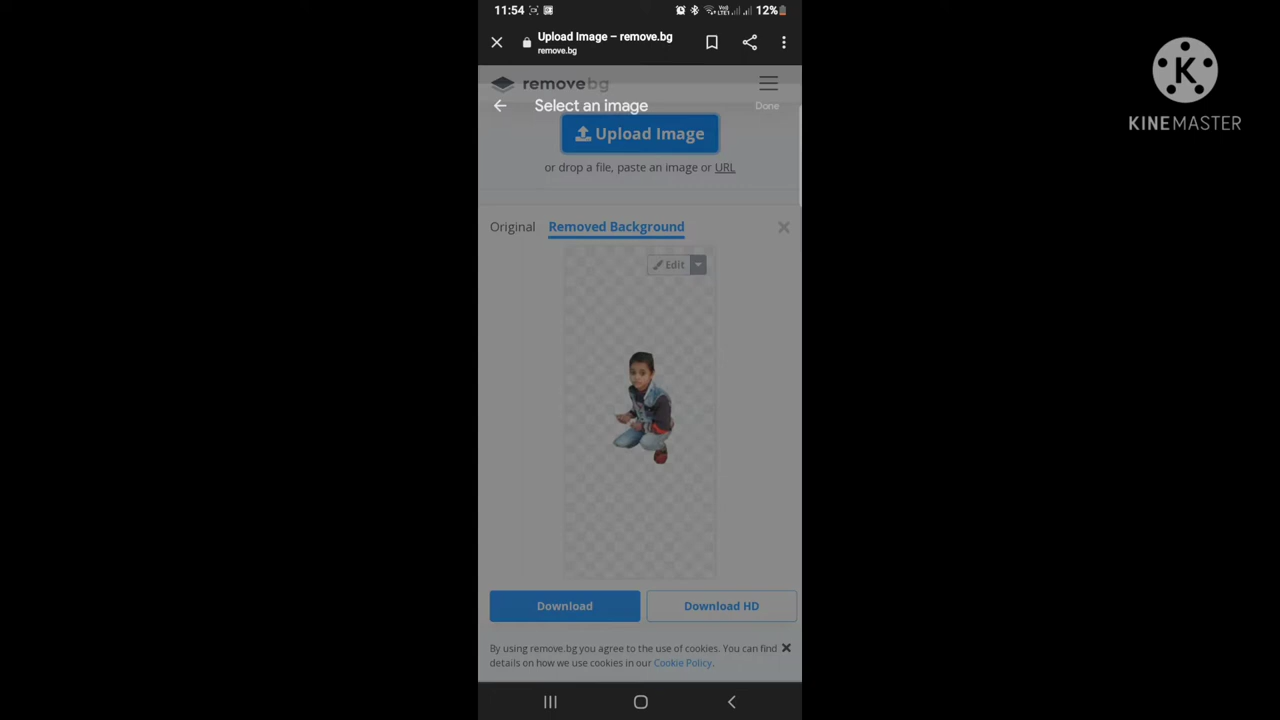 11:54
12%
Upload Image – remove.bg
remove.bg
removebg
Select an image
Done
Upload Image
or drop a file, paste an image or URL
Original
Removed Background
Edit
Download
Download HD
By using remove.bg you agree to the use of cookies. You can find
details on how we use cookies in our Cookie Policy.
K
KINEMASTER